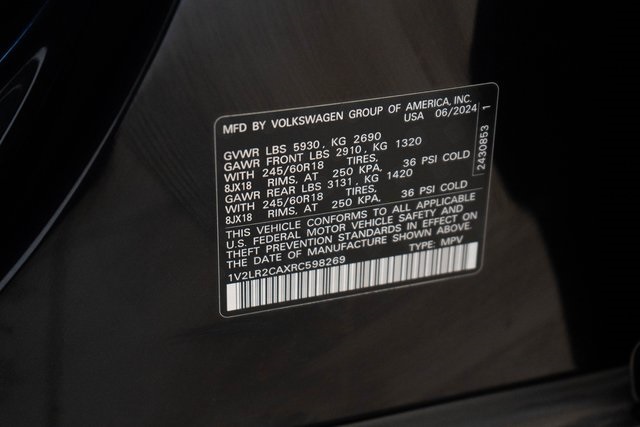 MFD BY VOLKSWAGEN GROUP OF AMERICA, INC.
USA 06/2024
GVWR LBS 5930, KG 2690
GAWR FRONT LBS 2910, KG 1320
WITH 245/60R18 TIRES,
8JX18 RIMS, AT 250 KPA, 36 PSI COLD
GAWR REAR LBS 3131, KG 1420
WITH 245/60R18 TIRES,
8JX18 RIMS, AT 250 KPA, 36 PSI COLD
THIS VEHICLE CONFORMS TO ALL APPLICABLE
U.S. FEDERAL MOTOR VEHICLE SAFETY AND
THEFT PREVENTION STANDARDS IN EFFECT ON
THE DATE OF MANUFACTURE SHOWN ABOVE.
1V2LR2CAXRC598269 TYPE: MPV
2430853 1